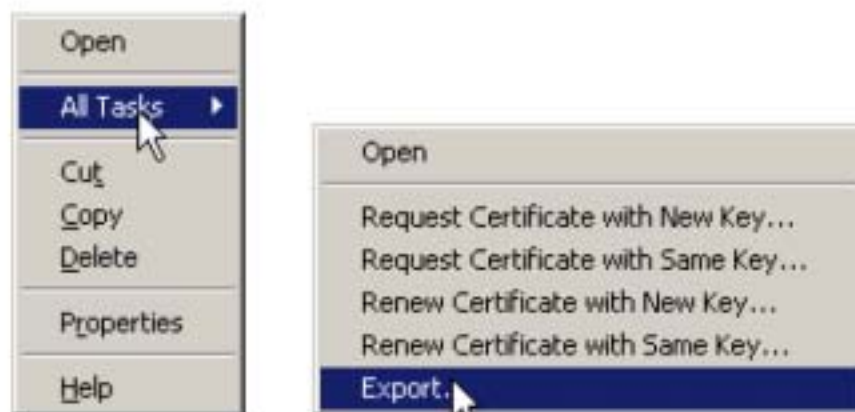 Open
All Tasks
Cut
Copy
Delete
Properties
Help
Open
Request Certificate with New Key...
Request Certificate with Same Key...
Renew Certificate with New Key...
Renew Certificate with Same Key...
Export.